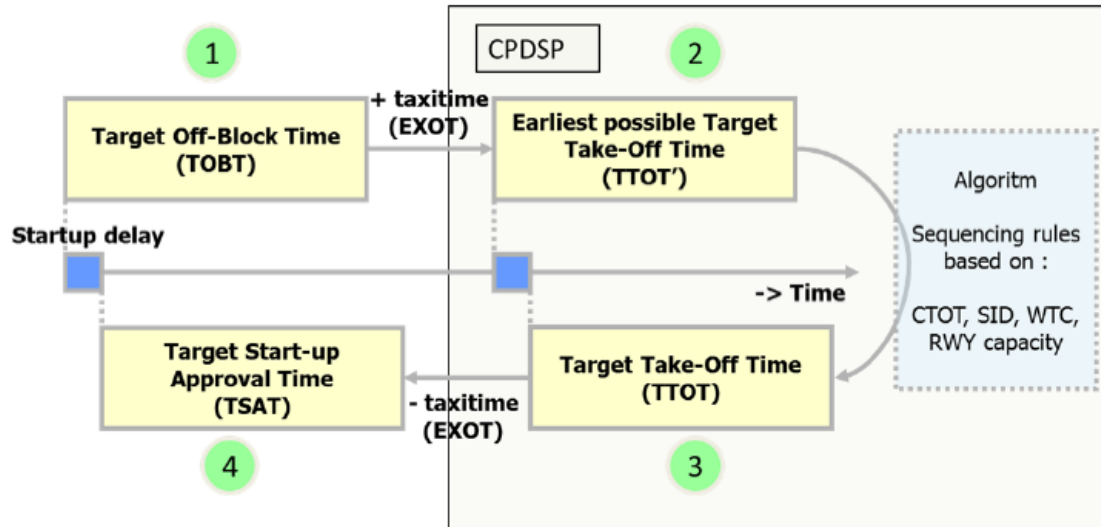 1
CPDSP
2
Target Off-Block Time
(TOBT)
+ taxitime
(EXOT)
Earliest possible Target
Take-Off Time
(TTOT')
Algoritm
Sequencing rules
based on :
CTOT, SID, WTC,
RWY capacity
Startup delay
-> Time
Target Start-up
Approval Time
(TSAT)
- taxitime
(EXOT)
Target Take-Off Time
(TTOT)
4
3